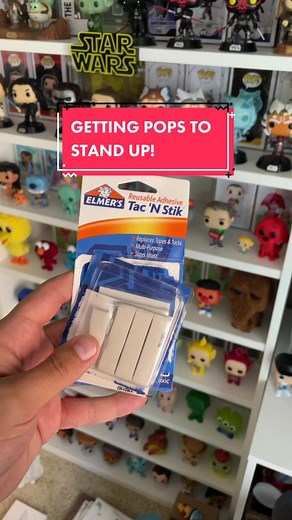 STAR
WARS
GETTING POPS TO
STAND UP!
ELMER'S
Reusable Adhesive
Tac 'N Stik
Replaces Tapes & Tacks
Multi-Purpose
Stays Moist